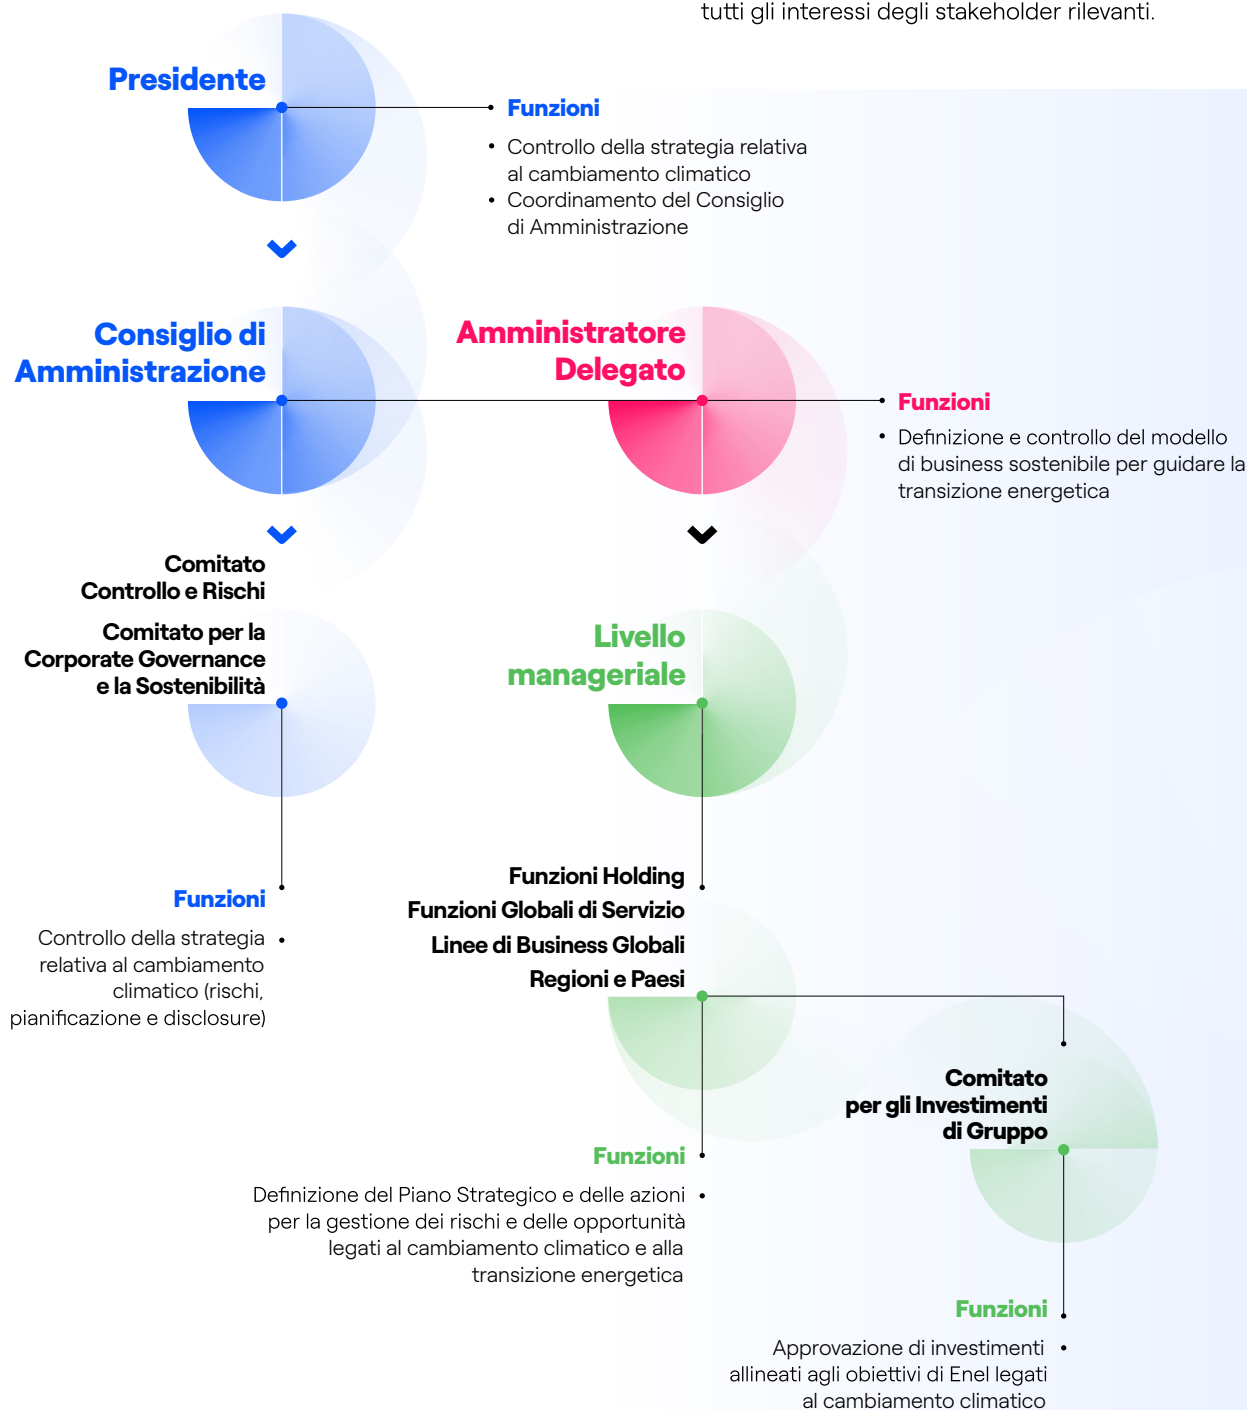 tutti gli interessi degli stakeholder rilevanti.
Presidente
Funzioni
• Controllo della strategia relativa
al cambiamento climatico
• Coordinamento del Consiglio
di Amministrazione
Consiglio di
Amministrazione
Amministratore
Delegato
Funzioni
• Definizione e controllo del modello
di business sostenibile per guidare la
transizione energetica
Comitato
Controllo e Rischi
Comitato per la
Corporate Governance
e la Sostenibilità
Livello
manageriale
Funzioni
Controllo della strategia •
relativa al cambiamento
climatico (rischi,
pianificazione e disclosure)
Funzioni Holding
Funzioni Globali di Servizio
Linee di Business Globali
Regioni e Paesi
Comitato
per gli Investimenti
di Gruppo
Funzioni
Definizione del Piano Strategico e delle azioni •
per la gestione dei rischi e delle opportunità
legati al cambiamento climatico e alla
transizione energetica
Funzioni
Approvazione di investimenti •
allineati agli obiettivi di Enel legati
al cambiamento climatico